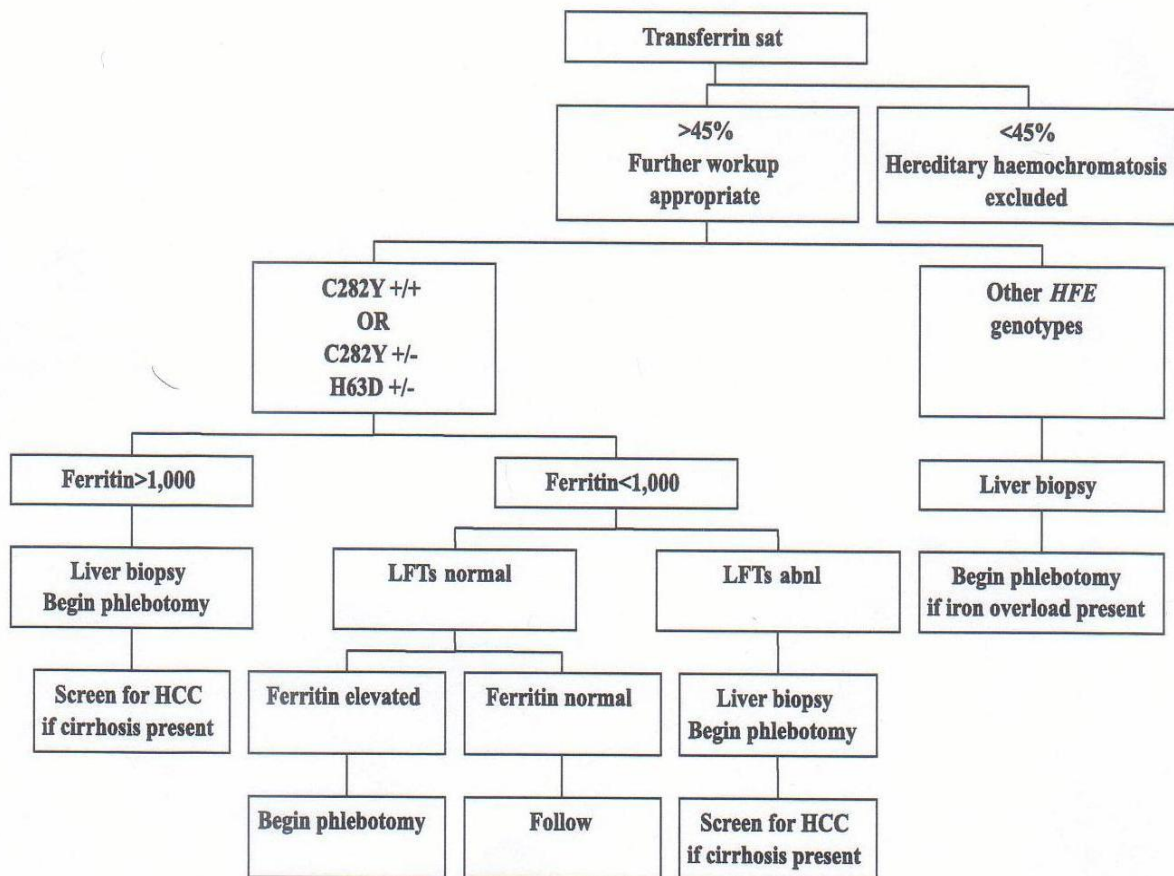 Transferrin sat
>45%
Further workup
appropriate
<45%
Hereditary haemochromatosis
excluded
C282Y +/+
OR
C282Y +/-
H63D +/-
Other HFE
genotypes
Ferritin>1,000
Ferritin<1,000
Liver biopsy
Liver biopsy
Begin phlebotomy
LFTs normal
LFTs abnl
Begin phlebotomy
if iron overload present
Screen for HCC
if cirrhosis present
Ferritin elevated
Ferritin normal
Liver biopsy
Begin phlebotomy
Begin phlebotomy
Follow
Screen for HCC
if cirrhosis present